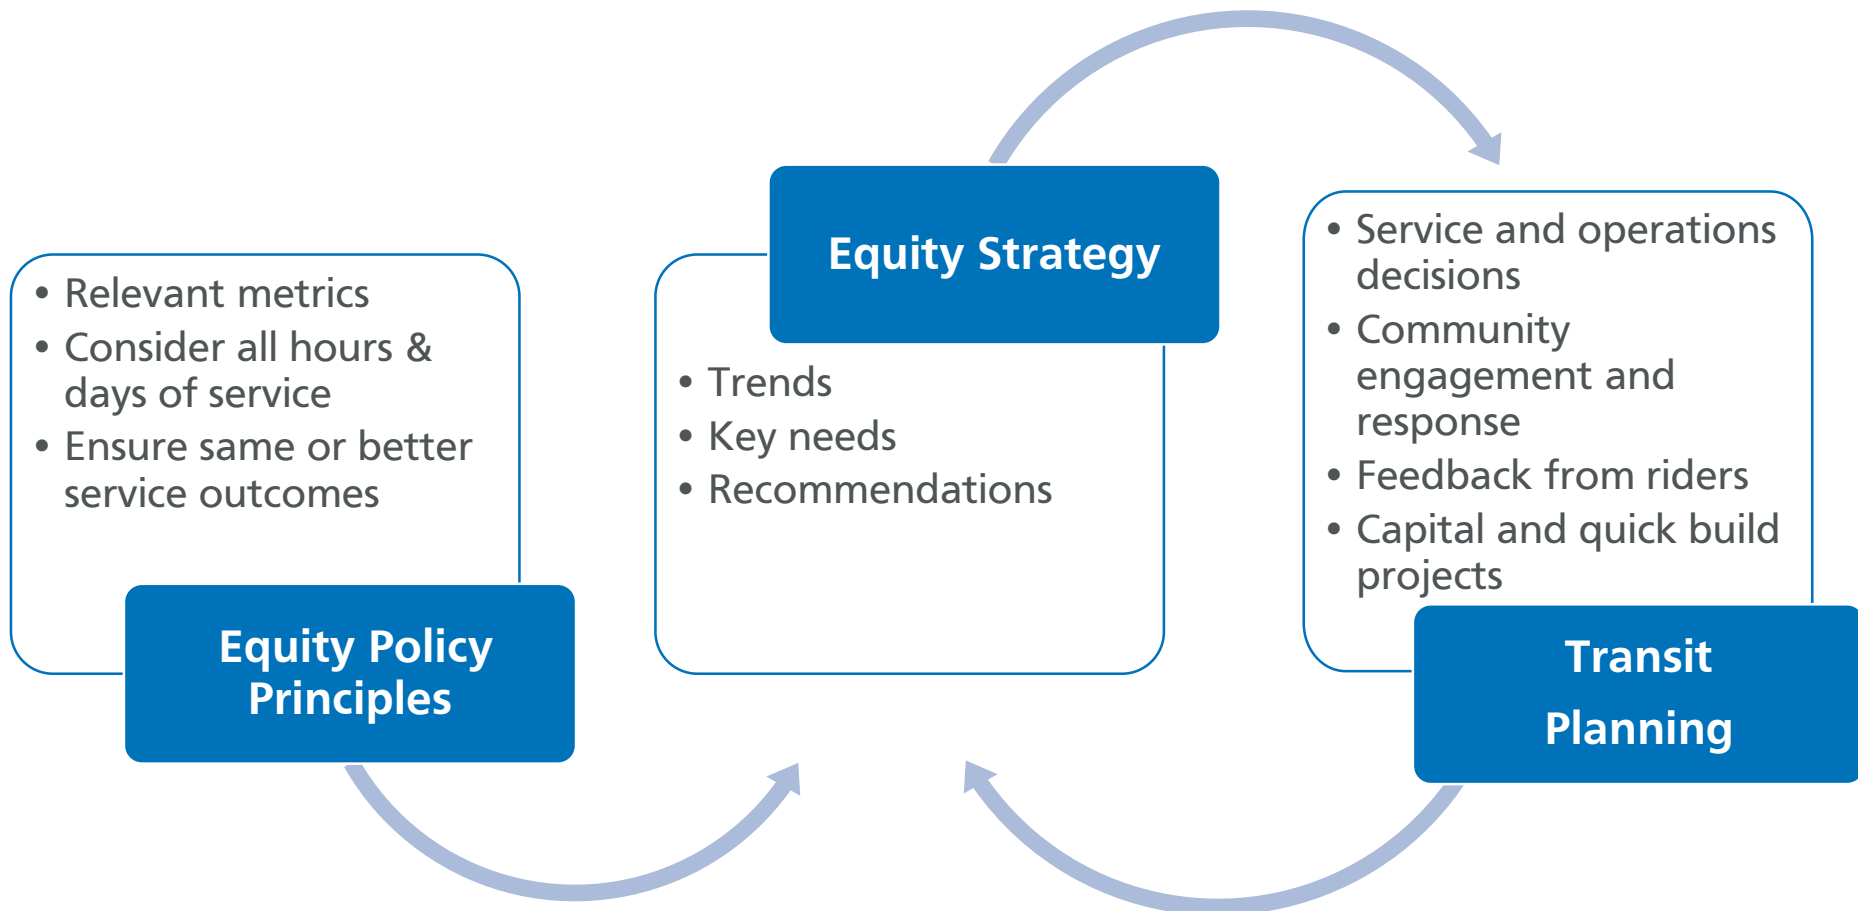 • Relevant metrics
• Consider all hours &
days of service
• Ensure same or better
service outcomes
Equity Policy
Principles
Equity Strategy
• Trends
• Key needs
• Recommendations
• Service and operations
decisions
• Community
engagement and
response
• Feedback from riders
• Capital and quick build
projects
Transit
Planning